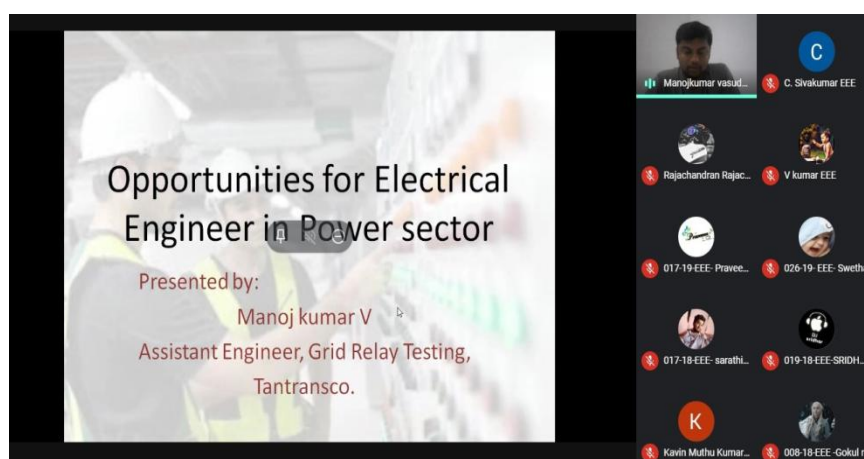 Opportunities for Electrical
Engineer in Power sector
Presented by:
Manoj kumar V
Assistant Engineer, Grid Relay Testing,
Tantransco.
Manojkumar vasud...
C
C. Sivakumar EEE
Rajachandran Rajac...
V kumar EEE
017-19-EEE- Pravee...
026-19- EEE- Sweth
017-18-EEE- sarathi...
019-18-EEE-SRIDH...
K
Kavin Muthu Kumar...
008-18-EEE -Gokul